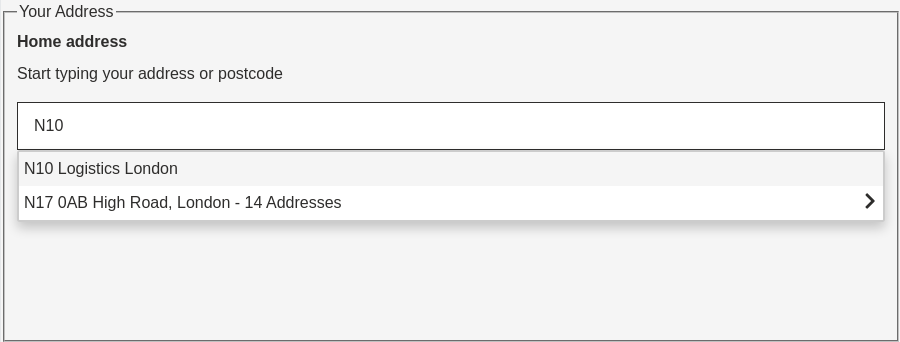 Your Address
Home address
Start typing your address or postcode
N10
N10 Logistics London
N17 0AB High Road, London - 14 Addresses